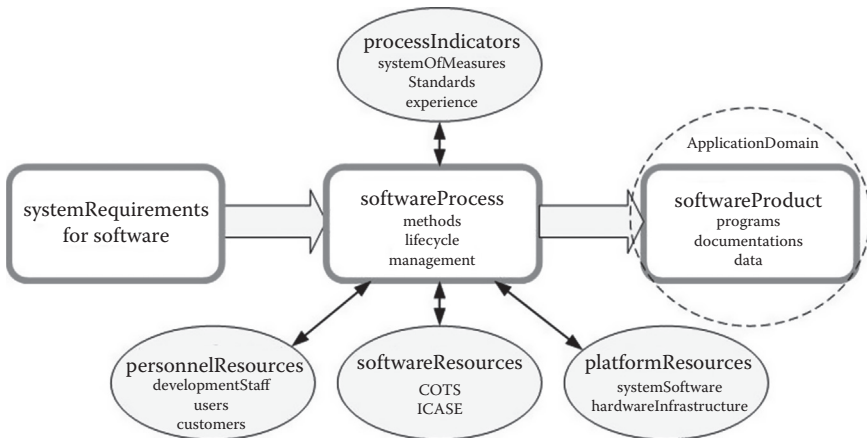 processIndicators
systemOfMeasures
Standards
experience
ApplicationDomain
systemRequirements
for software
softwareProcess
methods
lifecycle
management
softwareProduct
programs
documentations
data
personnelResources
developmentStaff
users
customers
softwareResources
COTS
ICASE
platformResources
systemSoftware
hardwareInfrastructure